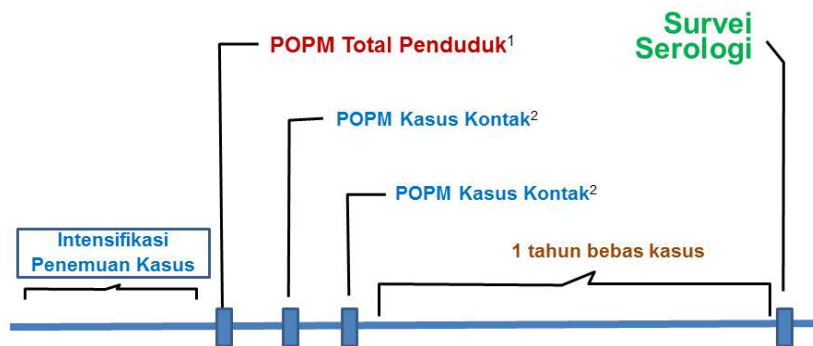 Survei
Serologi
POPM Total Penduduk¹
POPM Kasus Kontak²
POPM Kasus Kontak²
Intensifikasi
Penemuan Kasus
1 tahun bebas kasus